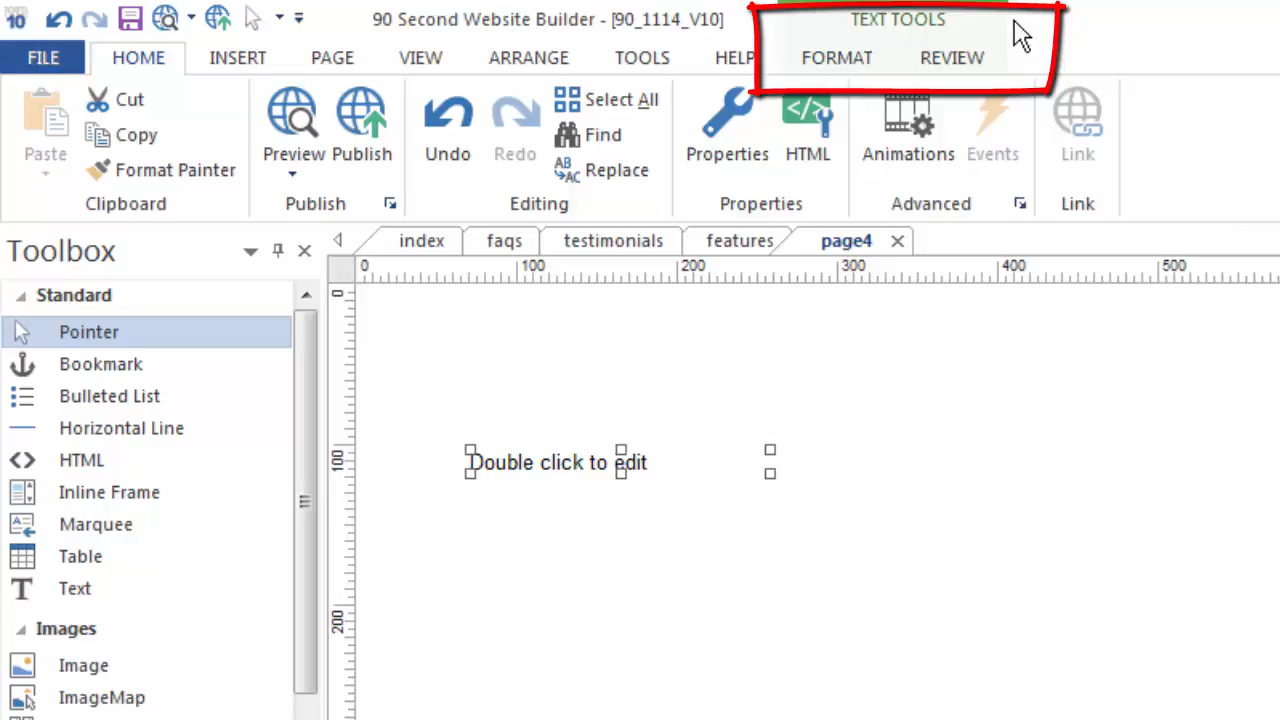 10
90 Second Website Builder - [90_1114_V10]
TEXT TOOLS
FILE
HOME
INSERT
PAGE
VIEW
ARRANGE
TOOLS
HELP
FORMAT
REVIEW
Paste
Cut
Copy
Format Painter
Clipboard
Preview
Publish
Publish
Undo
Redo
Select All
Find
Replace
Editing
Properties
HTML
Properties
Animations
Events
Advanced
Link
Link
Toolbox
index
faqs
testimonials
features
page4
0
100
200
300
400
500
0
100
200
Standard
Pointer
Bookmark
Bulleted List
Horizontal Line
HTML
Inline Frame
Marquee
Table
Text
Images
Image
ImageMap
Double click to edit